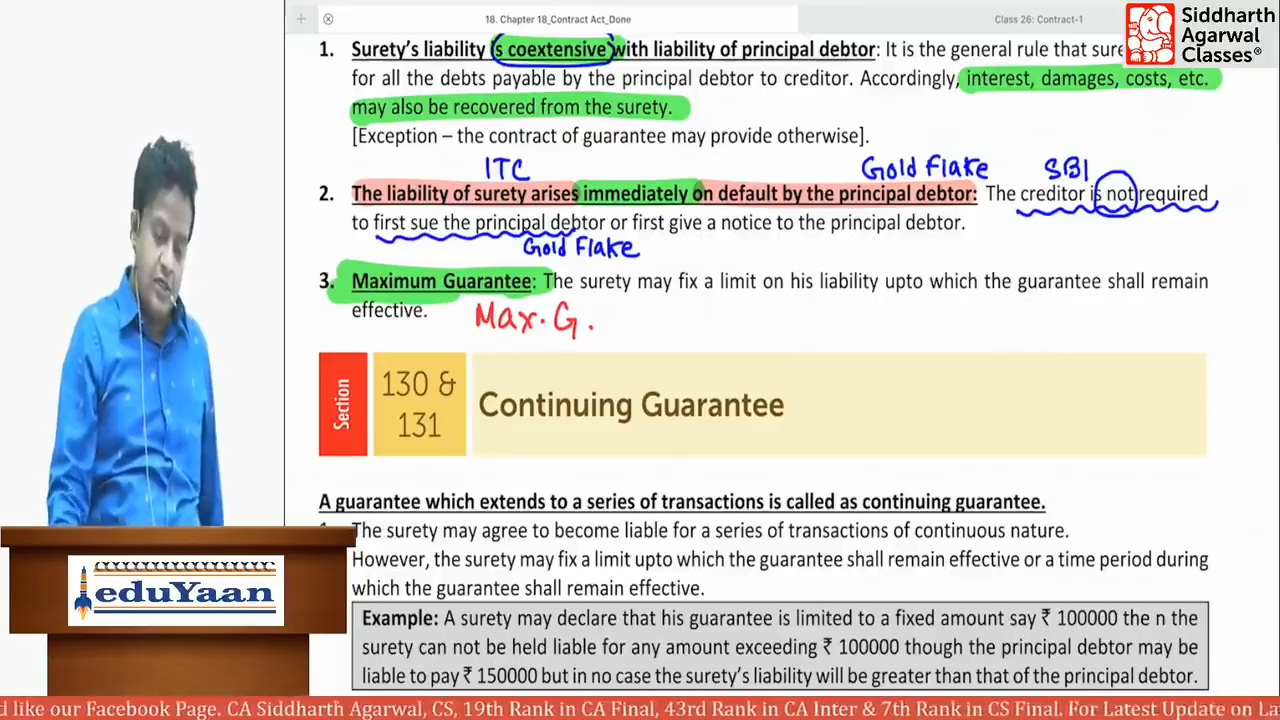 18. Chapter 18_Contract Act_Done
Class 26: Contract-1
Siddharth
Agarwal
Classes®
1. Surety's liability is coextensive with liability of principal debtor: It is the general rule that sure
for all the debts payable by the principal debtor to creditor. Accordingly, interest, damages, costs, etc.
may also be recovered from the surety.
[Exception – the contract of guarantee may provide otherwise].
ITC Gold Flake SBI
2. The liability of surety arises immediately on default by the principal debtor: The creditor is not required
to first sue the principal debtor or first give a notice to the principal debtor.
Gold Flake
3. Maximum Guarantee: The surety may fix a limit on his liability upto which the guarantee shall remain
effective.
Max. G.
Section
130 &
131
Continuing Guarantee
A guarantee which extends to a series of transactions is called as continuing guarantee.
The surety may agree to become liable for a series of transactions of continuous nature.
However, the surety may fix a limit upto which the guarantee shall remain effective or a time period during
which the guarantee shall remain effective.
Example: A surety may declare that his guarantee is limited to a fixed amount say ₹ 100000 the n the
surety can not be held liable for any amount exceeding ₹ 100000 though the principal debtor may be
liable to pay ₹ 150000 but in no case the surety's liability will be greater than that of the principal debtor.
eduYaan
d like our Facebook Page. CA Siddharth Agarwal, CS, 19th Rank in CA Final, 43rd Rank in CA Inter & 7th Rank in CS Final. For Latest Update on La